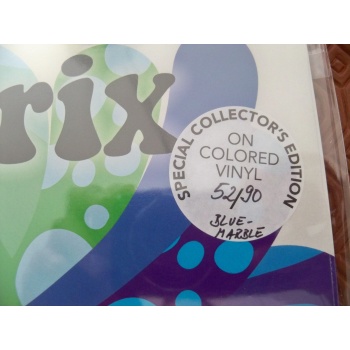 rix
SPECIAL COLLECTOR'S EDITION
ON
COLORED
VINYL
52/90
BLUE-
MARBLE